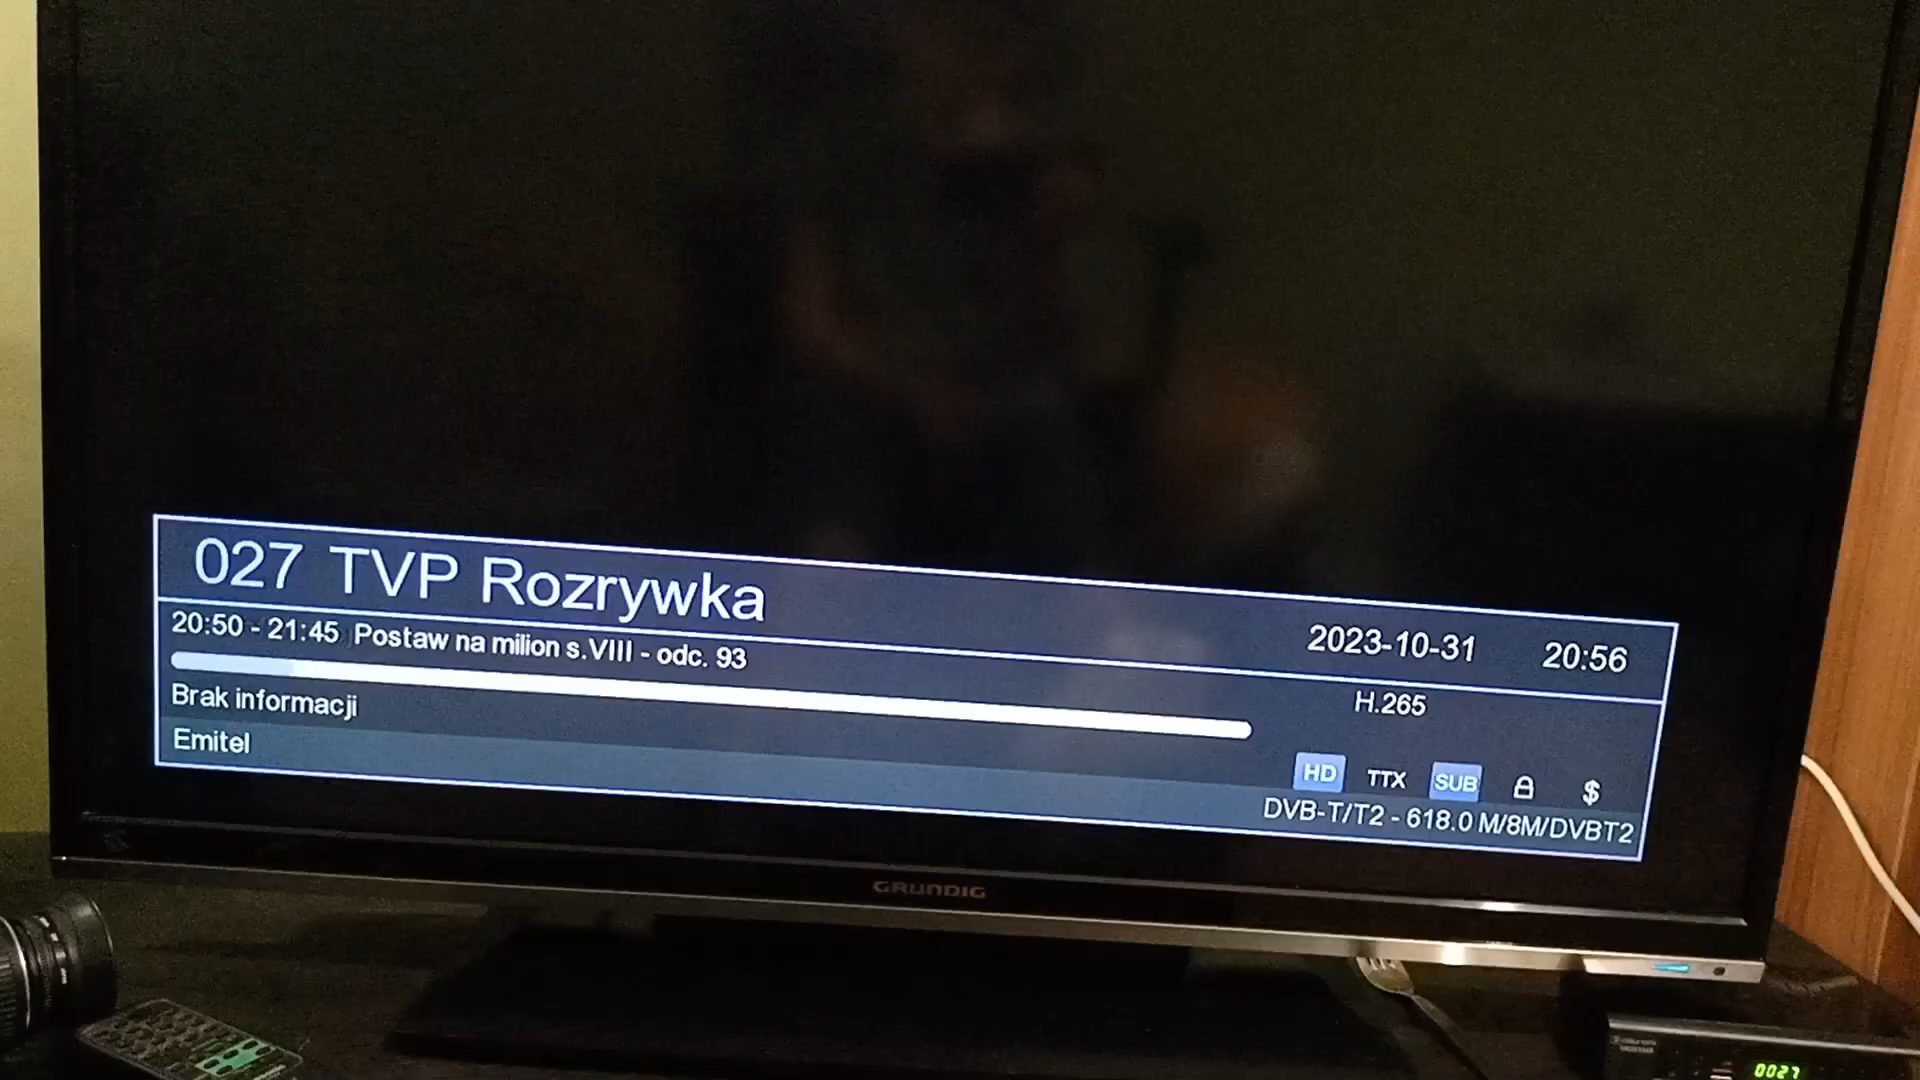 027 TVP Rozrywka
2023-10-31 20:56
20:50 - 21:45 Postaw na milion s.VIII - odc. 93
H.265
Brak informacji
HD TTX SUB $
Emitel
DVB-T/T2 - 618.0 M/8M/DVBT2
GRUNDIG
0027